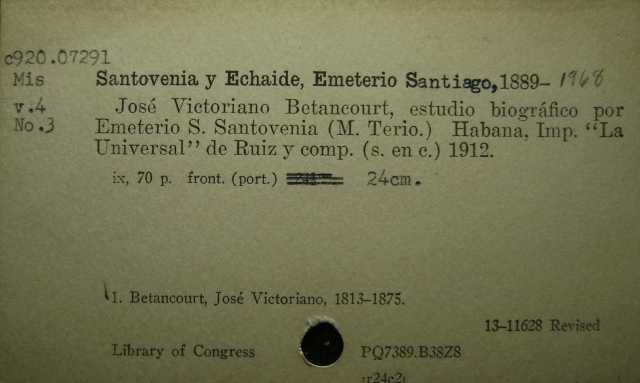 c920.07291
Mis Santovenia y Echaide, Emeterio Santiago, 1889– 1968
v.4 José Victoriano Betancourt, estudio biográfico por
No.3 Emeterio S. Santovenia (M. Terio.) Habana, Imp. “La
Universal” de Ruiz y comp. (s. en c.) 1912.
ix, 70 p. front. (port.) 24cm.
I. Betancourt, José Victoriano, 1813–1875.
13–11628 Revised
Library of Congress PQ7389.B38Z8